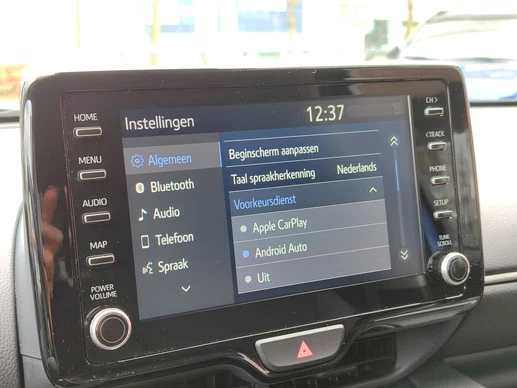 HOME
MENU
AUDIO
MAP
POWER
VOLUME
Instellingen
12:37
Algemeen
Bluetooth
Audio
Telefoon
Spraak
Beginscherm aanpassen
Taal spraakherkenning Nederlands
Voorkeursdienst
Apple CarPlay
Android Auto
Uit
CH >
< TRACK
PHONE
SETUP
TUNE
SCROLL